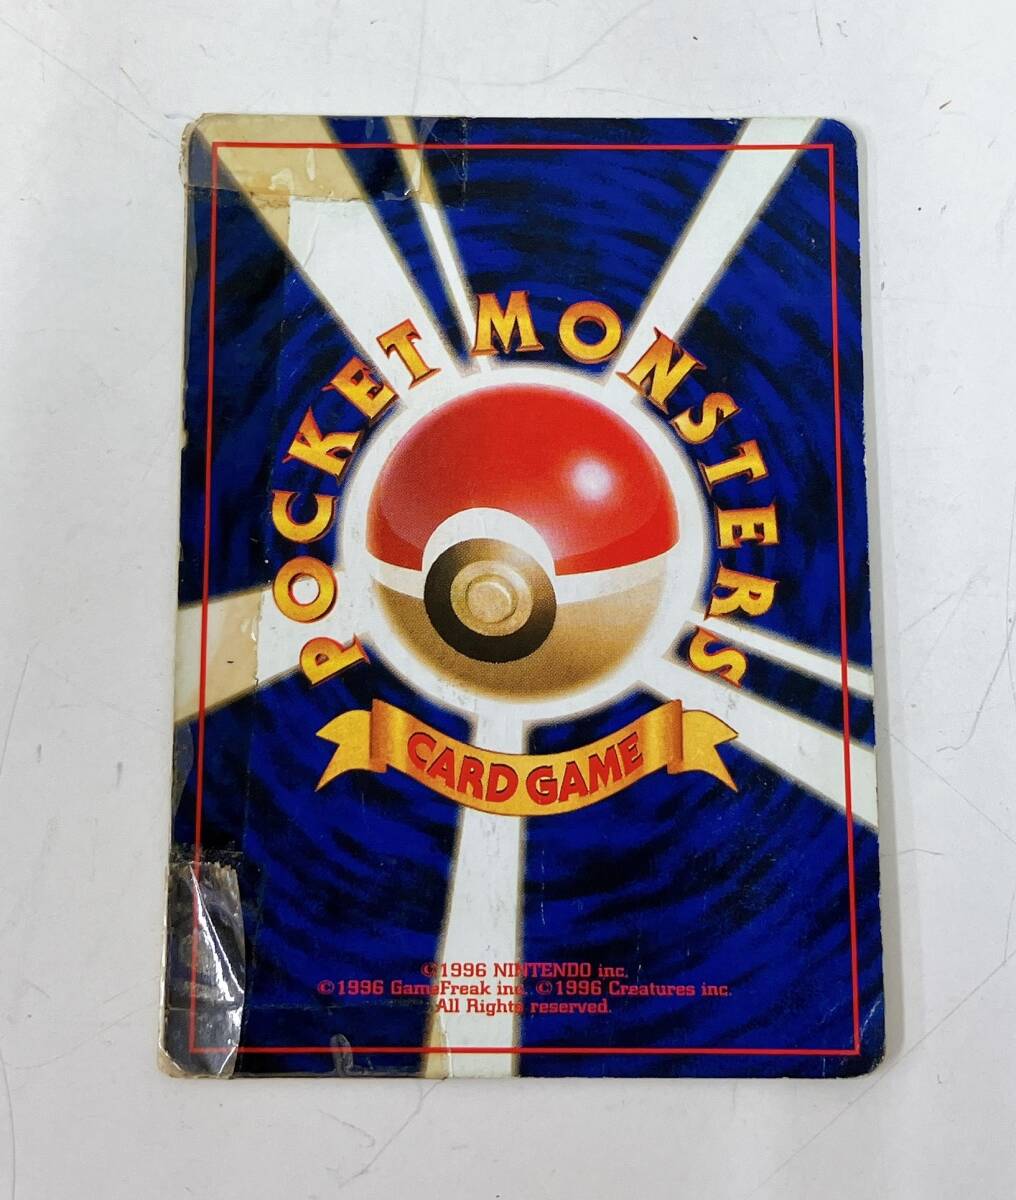 POCKET MONSTERS
CARD GAME
©1996 NINTENDO inc.
©1996 GameFreak inc. ©1996 Creatures inc.
All Rights reserved.